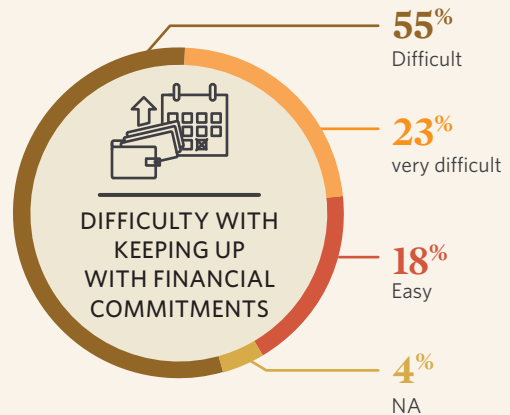 55%
Difficult
23%
very difficult
DIFFICULTY WITH
KEEPING UP
WITH FINANCIAL
COMMITMENTS
18%
Easy
4%
NA